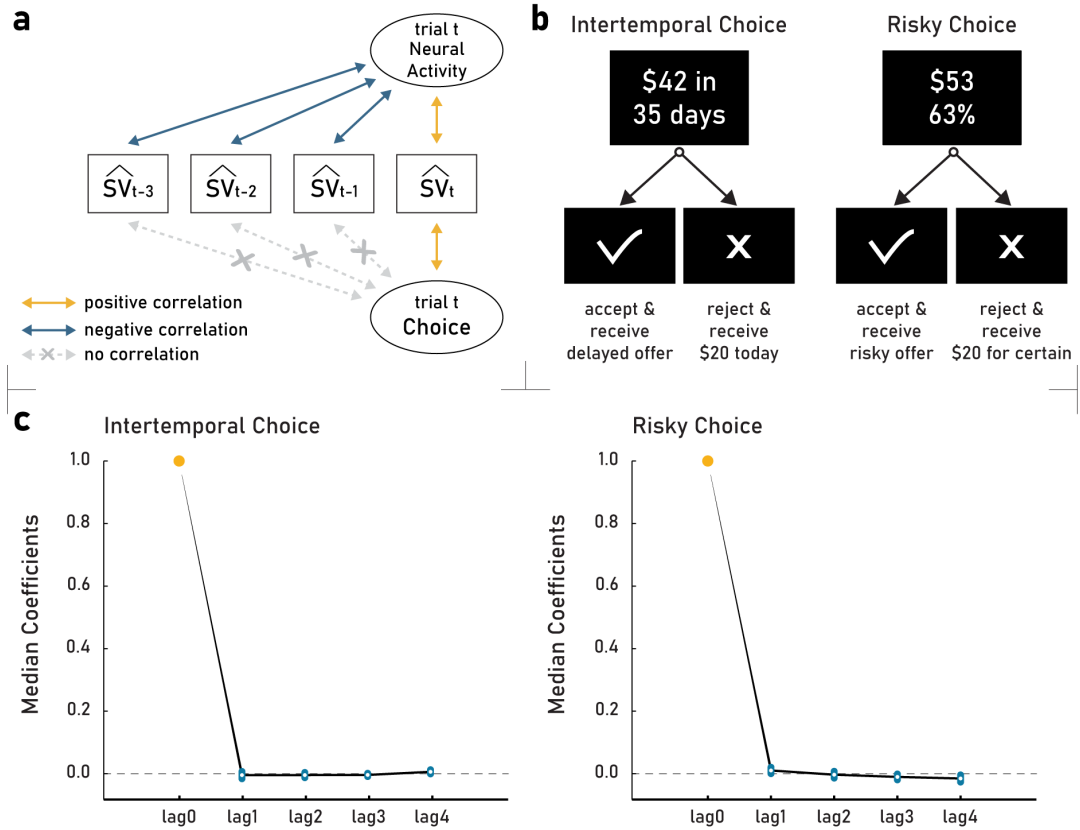 a
trial t
Neural
Activity
SVt-3
SVt-2
SVt-1
SVt
trial t
Choice
positive correlation
negative correlation
no correlation
b
Intertemporal Choice
$42 in
35 days
accept &
receive
delayed offer
reject &
receive
$20 today
Risky Choice
$53
63%
accept &
receive
risky offer
reject &
receive
$20 for certain
c
Intertemporal Choice
Median Coefficients
1.0
0.8
0.6
0.4
0.2
0.0
lag0 lag1 lag2 lag3 lag4
Risky Choice
Median Coefficients
1.0
0.8
0.6
0.4
0.2
0.0
lag0 lag1 lag2 lag3 lag4